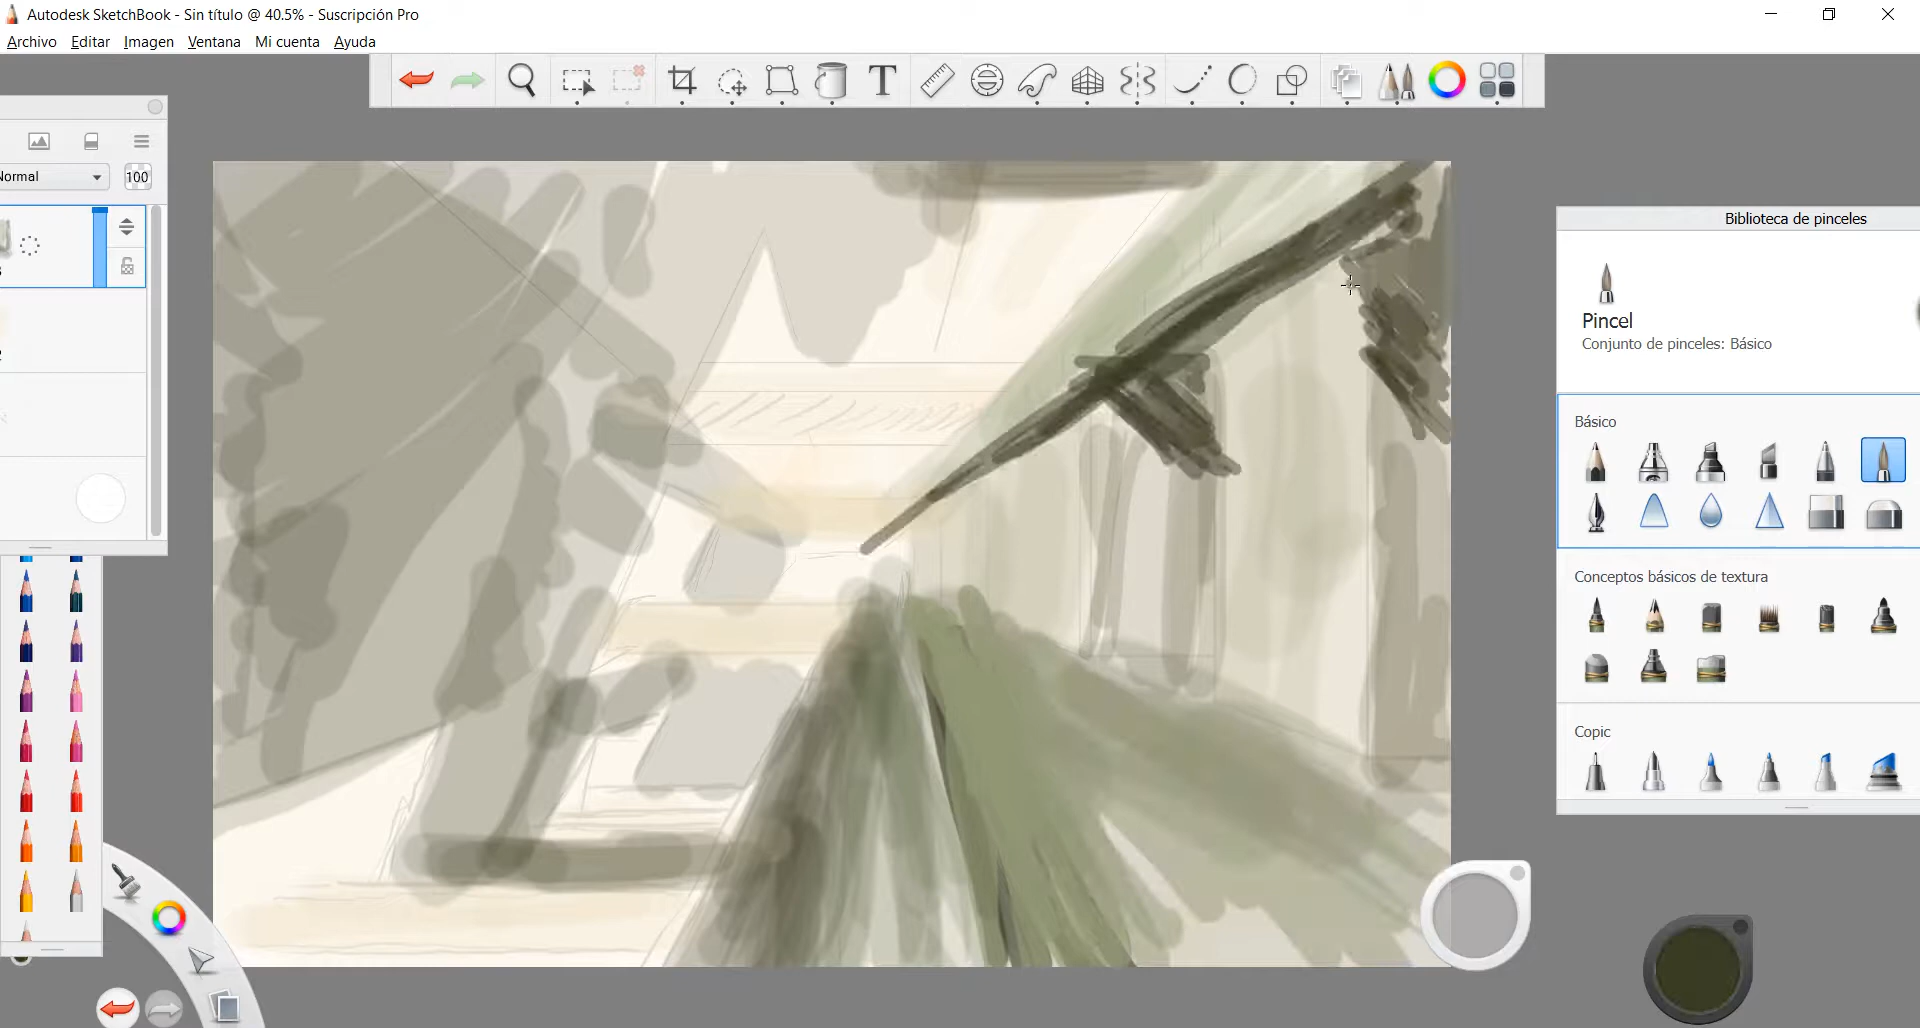 Autodesk SketchBook - Sin título @ 40.5% - Suscripción Pro
Archivo Editar Imagen Ventana Mi cuenta Ayuda
100
Biblioteca de pinceles
Pincel
Conjunto de pinceles: Básico
Básico
Conceptos básicos de textura
Copic